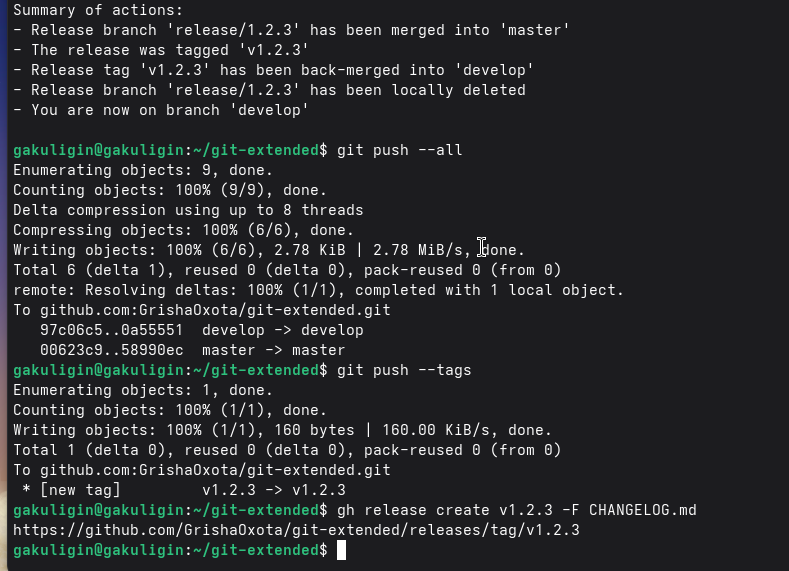 Summary of actions:
- Release branch 'release/1.2.3' has been merged into 'master'
- The release was tagged 'v1.2.3'
- Release tag 'v1.2.3' has been back-merged into 'develop'
- Release branch 'release/1.2.3' has been locally deleted
- You are now on branch 'develop'
gakuligin@gakuligin:~/git-extended$ git push --all
Enumerating objects: 9, done.
Counting objects: 100% (9/9), done.
Delta compression using up to 8 threads
Compressing objects: 100% (6/6), done.
Writing objects: 100% (6/6), 2.78 KiB | 2.78 MiB/s, done.
Total 6 (delta 1), reused 0 (delta 0), pack-reused 0 (from 0)
remote: Resolving deltas: 100% (1/1), completed with 1 local object.
To github.com:GrishaOxota/git-extended.git
   97c06c5..0a55551  develop -> develop
   00623c9..58990ec  master -> master
gakuligin@gakuligin:~/git-extended$ git push --tags
Enumerating objects: 1, done.
Counting objects: 100% (1/1), done.
Writing objects: 100% (1/1), 160 bytes | 160.00 KiB/s, done.
Total 1 (delta 0), reused 0 (delta 0), pack-reused 0 (from 0)
To github.com:GrishaOxota/git-extended.git
 * [new tag]         v1.2.3 -> v1.2.3
gakuligin@gakuligin:~/git-extended$ gh release create v1.2.3 -F CHANGELOG.md
https://github.com/GrishaOxota/git-extended/releases/tag/v1.2.3
gakuligin@gakuligin:~/git-extended$